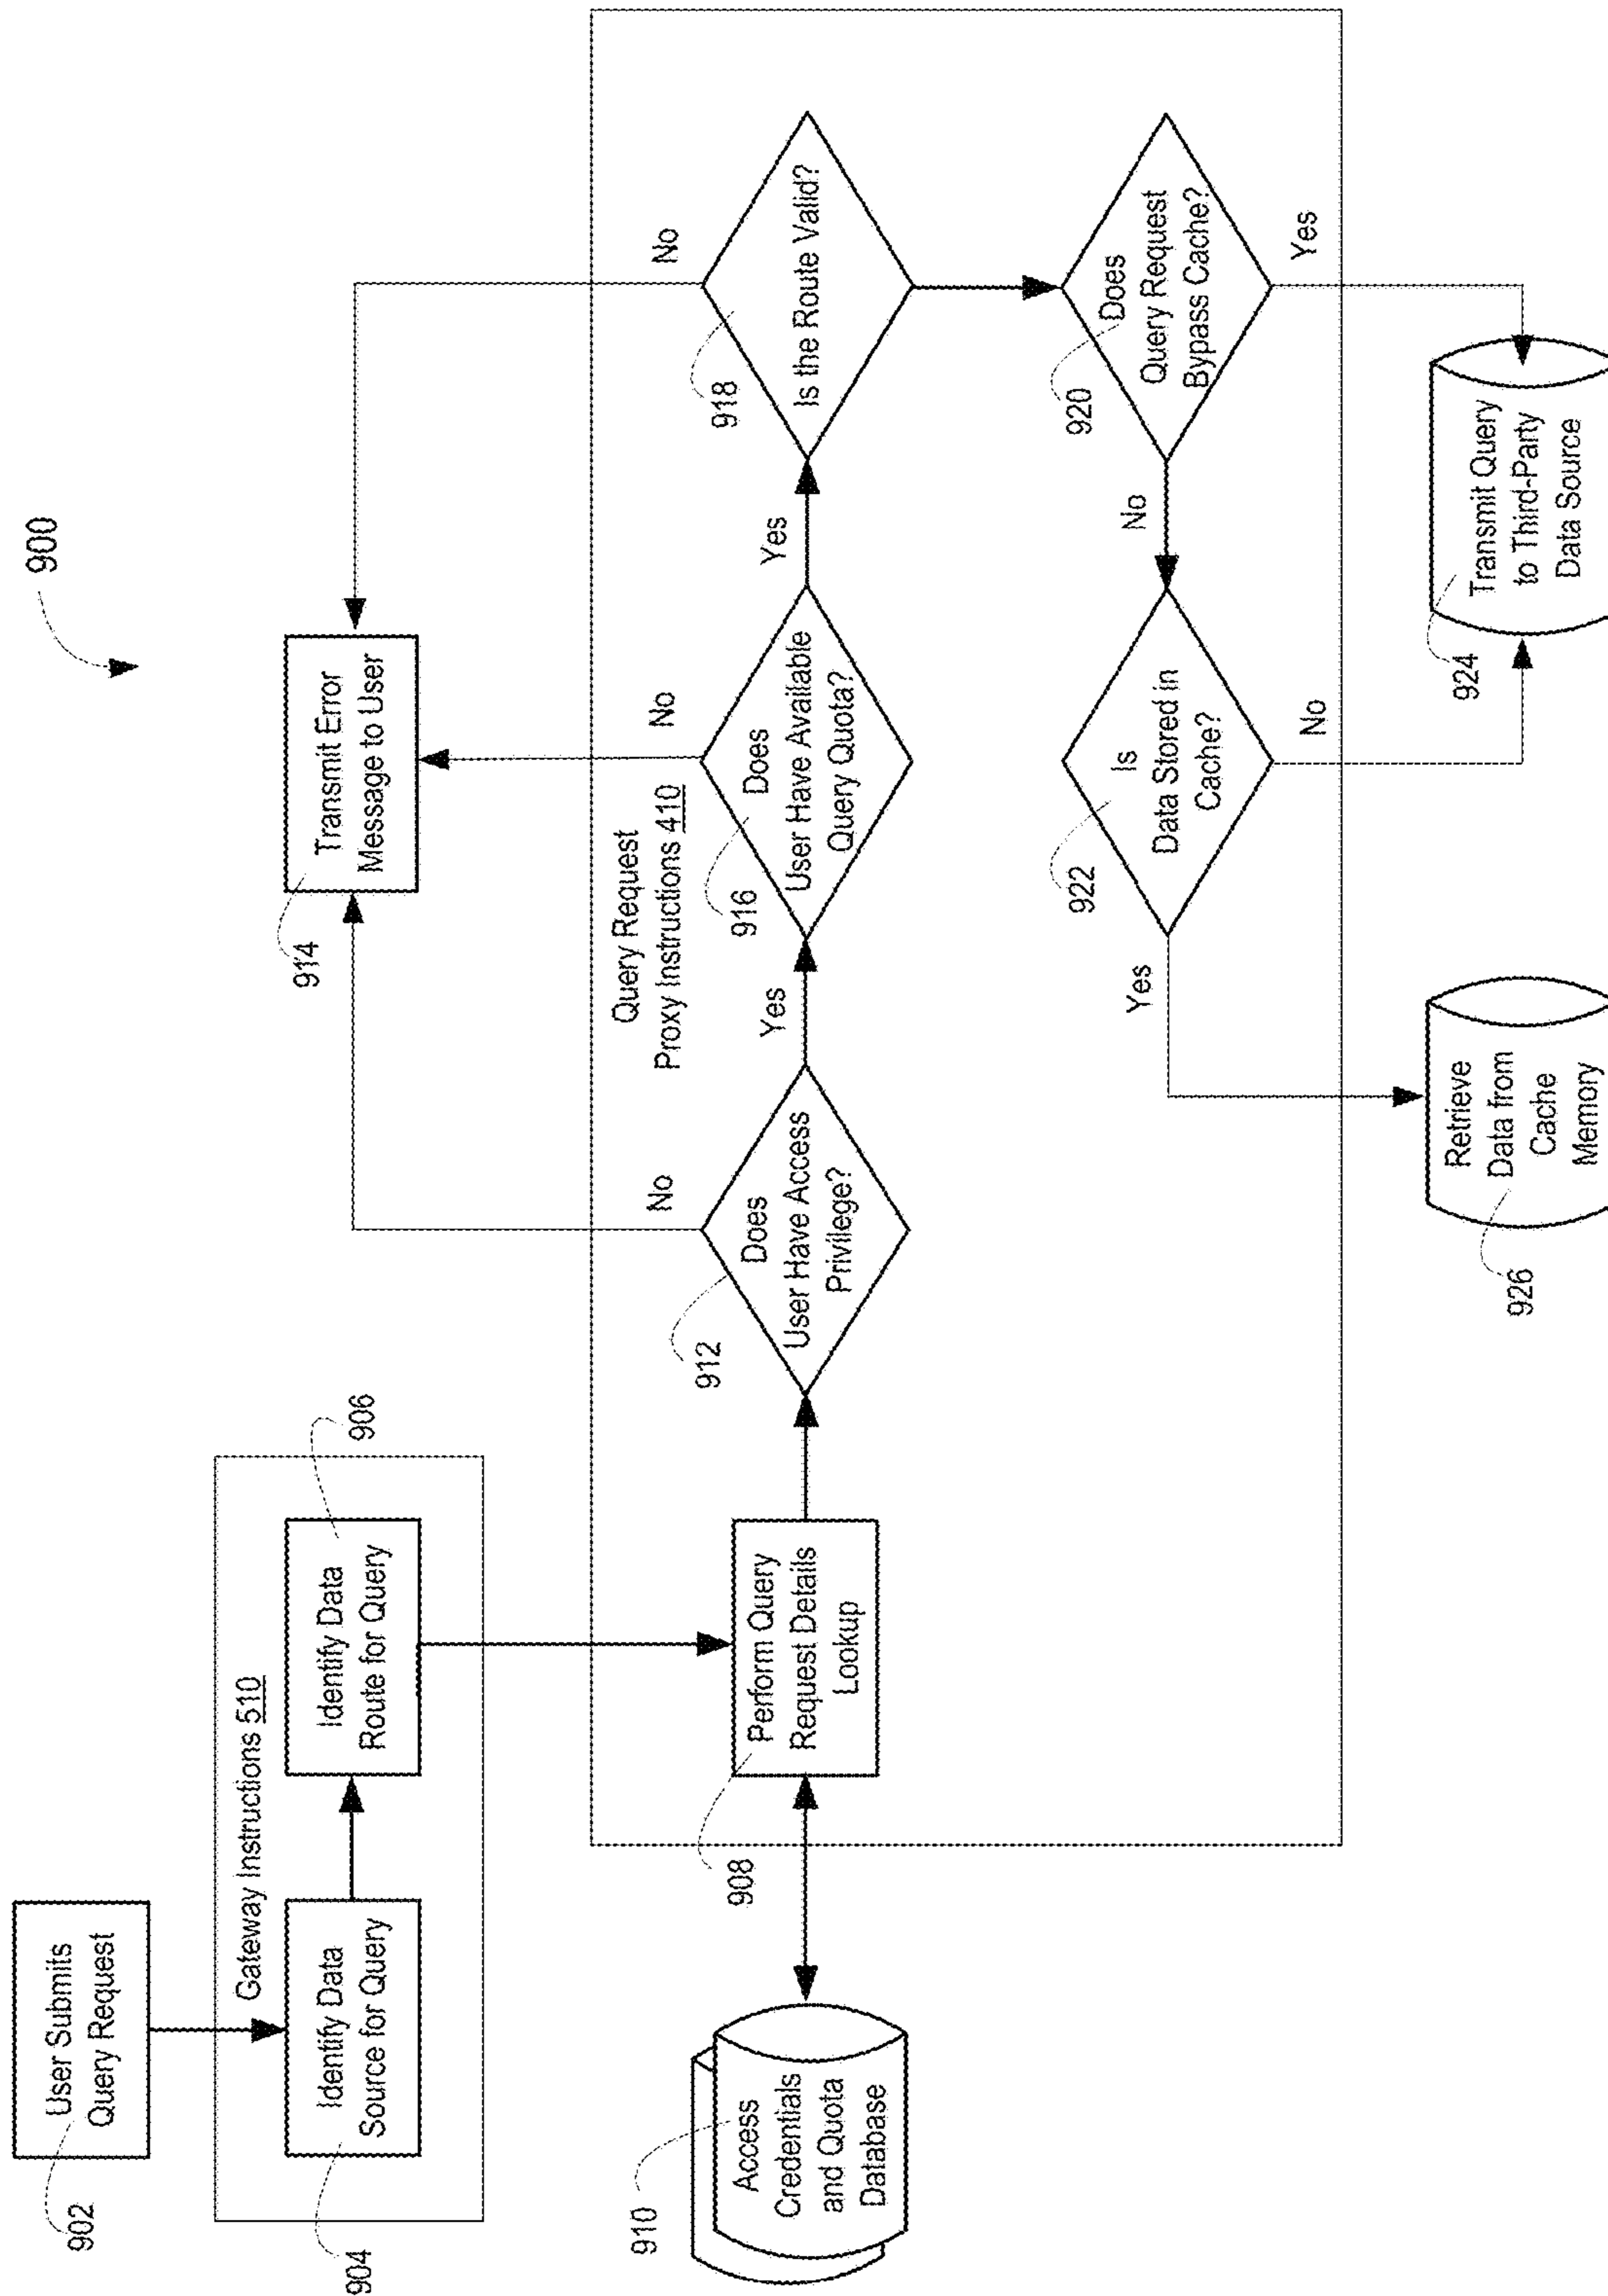 900
902
User Submits
Query Request
Gateway Instructions 510
904
Identify Data
Source for Query
906
Identify Data
Route for Query
914
Transmit Error
Message to User
Query Request
Proxy Instructions 410
910
Access
Credentials
and Quota
Database
908
Perform Query
Request Details
Lookup
912
Does
User Have Access
Privilege?
No
Yes
916
Does
User Have Available
Query Quota?
No
Yes
918
Is the Route Valid?
No
920
Does
Query Request
Bypass Cache?
Yes
No
922
Is
Data Stored in
Cache?
Yes
No
926
Retrieve
Data from
Cache
Memory
924
Transmit Query
to Third-Party
Data Source